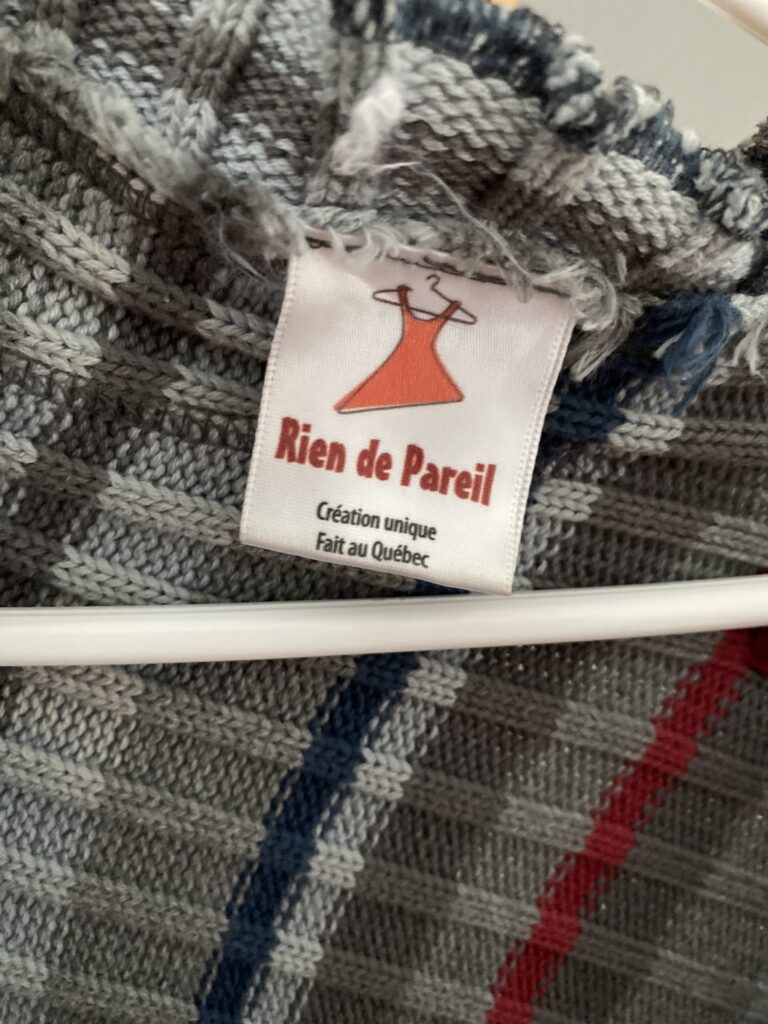 Rien de Pareil
Création unique
Fait au Québec